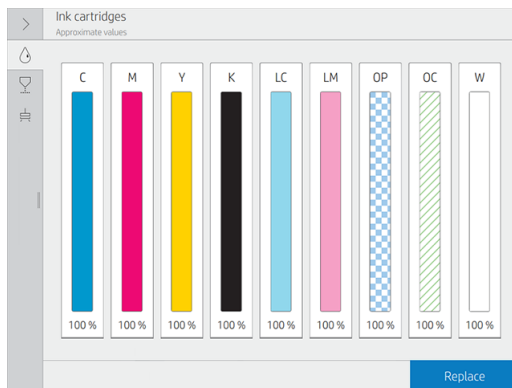 Ink cartridges
Approximate values
C M Y K LC LM OP OC W
100 % 100 % 100 % 100 % 100 % 100 % 100 % 100 % 100 %
Replace